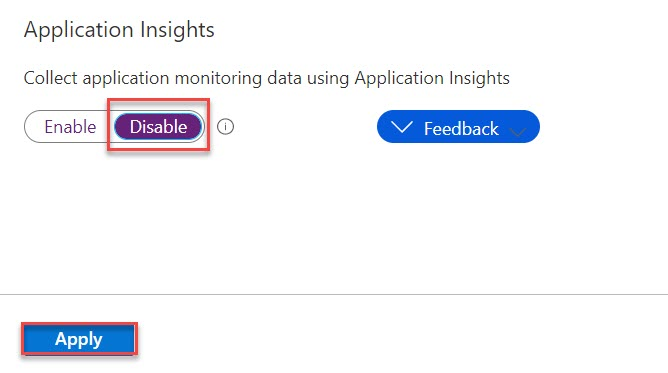 Application Insights
Collect application monitoring data using Application Insights
Enable Disable
Feedback
Apply